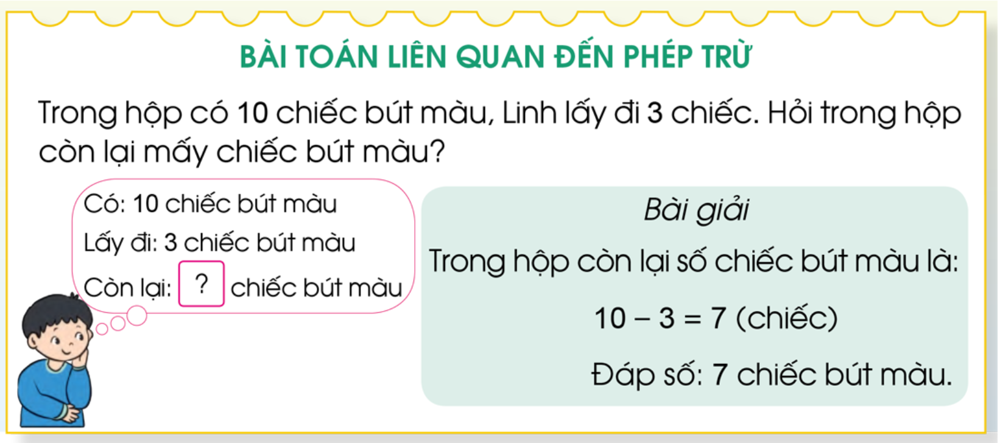 BÀI TOÁN LIÊN QUAN ĐẾN PHÉP TRỪ
Trong hộp có 10 chiếc bút màu, Linh lấy đi 3 chiếc. Hỏi trong hộp
còn lại mấy chiếc bút màu?
Có: 10 chiếc bút màu
Lấy đi: 3 chiếc bút màu
Còn lại: ? chiếc bút màu
Bài giải
Trong hộp còn lại số chiếc bút màu là:
10 – 3 = 7 (chiếc)
Đáp số: 7 chiếc bút màu.